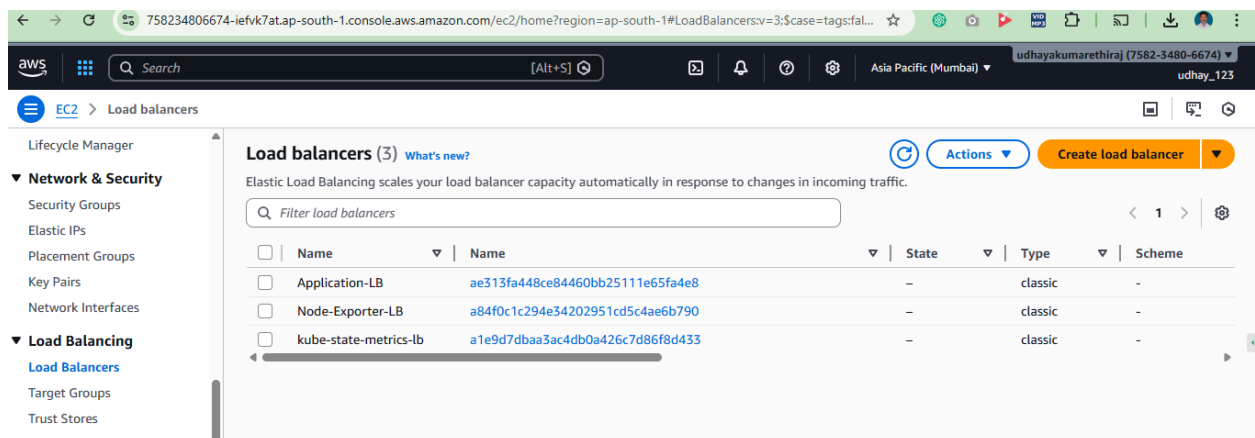 758234806674-iefvk7at.ap-south-1.console.aws.amazon.com/ec2/home?region=ap-south-1#LoadBalancers:v=3;$case=tags:fal...
aws
Search
[Alt+S]
Asia Pacific (Mumbai)
udhayakumarethiraj (7582-3480-6674)
udhay_123
EC2 > Load balancers
Lifecycle Manager
Network & Security
Security Groups
Elastic IPs
Placement Groups
Key Pairs
Network Interfaces
Load Balancing
Load Balancers
Target Groups
Trust Stores
Load balancers (3) What's new?
Actions
Create load balancer
Elastic Load Balancing scales your load balancer capacity automatically in response to changes in incoming traffic.
Filter load balancers
1
Name Name State Type Scheme
Application-LB ae313fa448ce84460bb25111e65fa4e8 – classic -
Node-Exporter-LB a84f0c1c294e34202951cd5c4ae6b790 – classic -
kube-state-metrics-lb a1e9d7dbaa3ac4db0a426c7d86f8d433 – classic -